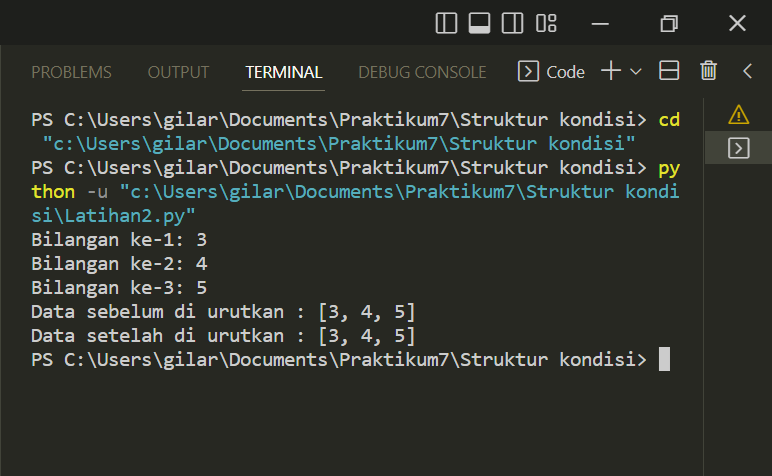 PROBLEMS OUTPUT TERMINAL DEBUG CONSOLE Code
PS C:\Users\gilar\Documents\Praktikum7\Struktur kondisi> cd
"c:\Users\gilar\Documents\Praktikum7\Struktur kondisi"
PS C:\Users\gilar\Documents\Praktikum7\Struktur kondisi> py
thon -u "c:\Users\gilar\Documents\Praktikum7\Struktur kondi
si\Latihan2.py"
Bilangan ke-1: 3
Bilangan ke-2: 4
Bilangan ke-3: 5
Data sebelum di urutkan : [3, 4, 5]
Data setelah di urutkan : [3, 4, 5]
PS C:\Users\gilar\Documents\Praktikum7\Struktur kondisi>